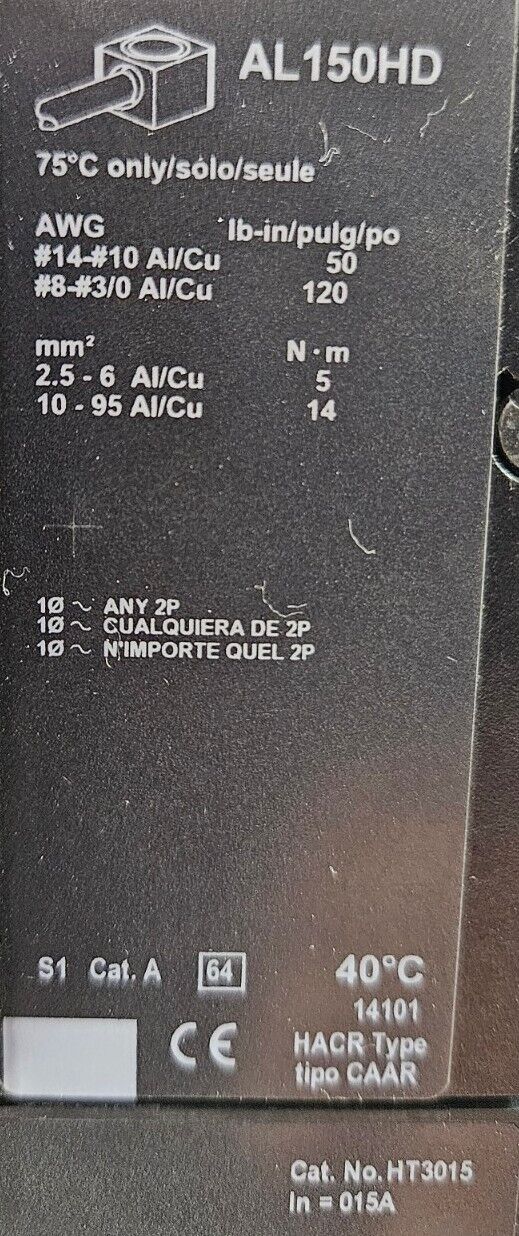 AL150HD
75°C only/sólo/seule
AWG lb-in/pulg/po
#14-#10 Al/Cu 50
#8-#3/0 Al/Cu 120
mm² N·m
2.5 - 6 Al/Cu 5
10 - 95 Al/Cu 14
1Ø ~ ANY 2P
1Ø ~ CUALQUIERA DE 2P
1Ø ~ N'IMPORTE QUEL 2P
S1 Cat. A 64 40°C
14101
CE HACR Type
tipo CAAR
Cat. No. HT3015
In = 015A